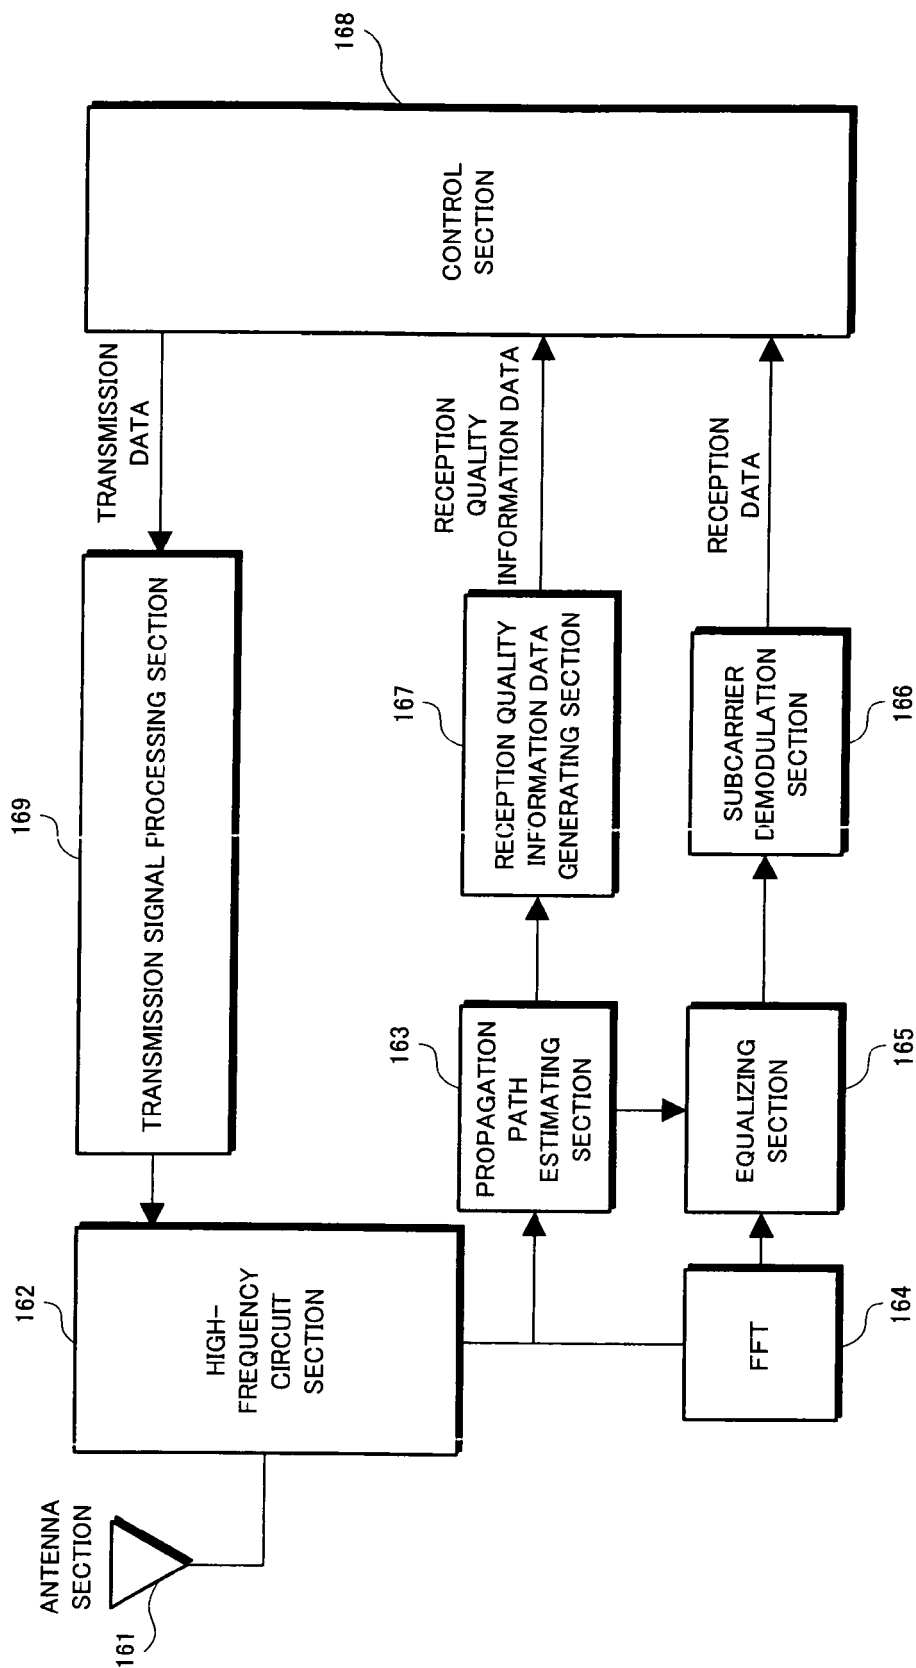 ANTENNA
SECTION
161
162
HIGH-
FREQUENCY
CIRCUIT
SECTION
169
TRANSMISSION SIGNAL PROCESSING SECTION
TRANSMISSION
DATA
168
CONTROL
SECTION
163
PROPAGATION
PATH
ESTIMATING
SECTION
167
RECEPTION QUALITY
INFORMATION DATA
GENERATING SECTION
RECEPTION
QUALITY
INFORMATION DATA
FFT
164
EQUALIZING
SECTION
165
SUBCARRIER
DEMODULATION
SECTION
166
RECEPTION
DATA